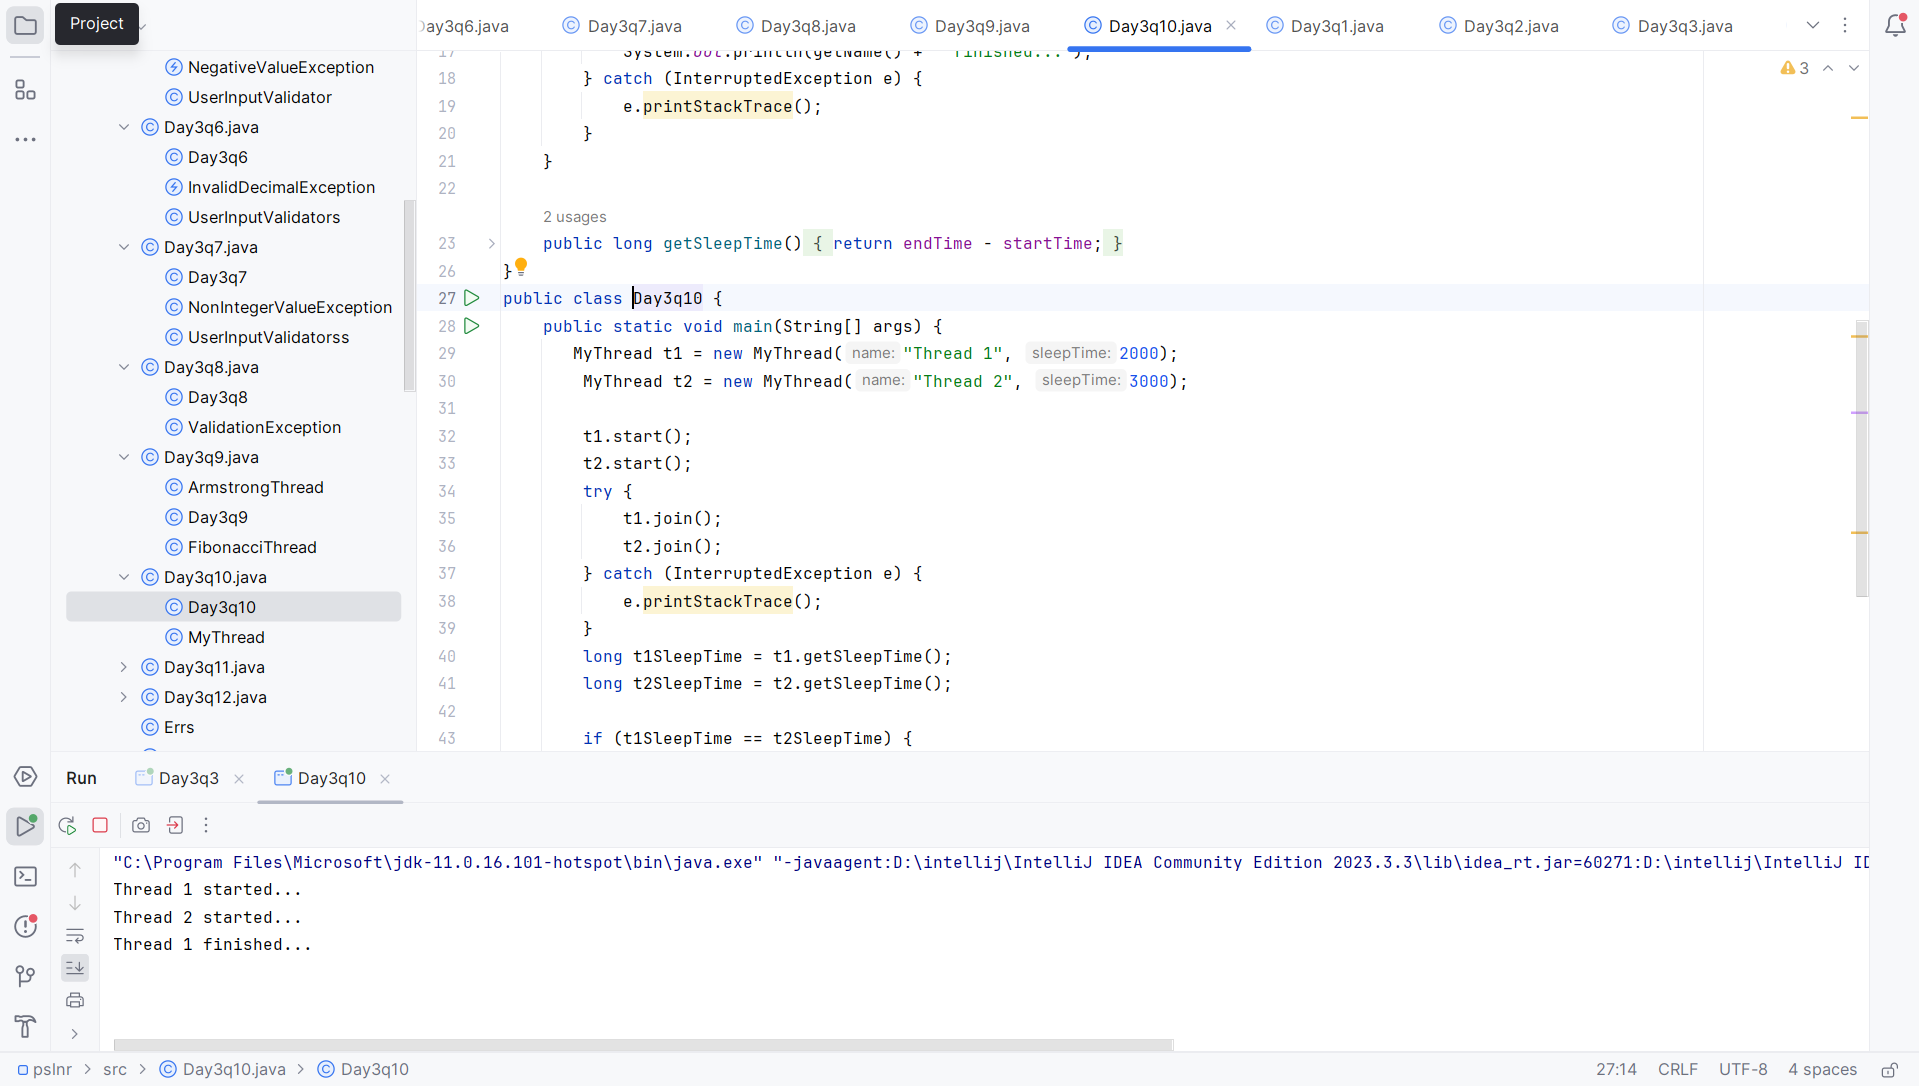 Project
NegativeValueException
UserInputValidator
Day3q6.java
Day3q6
InvalidDecimalException
UserInputValidators
Day3q7.java
Day3q7
NonIntegerValueException
UserInputValidatorss
Day3q8.java
Day3q8
ValidationException
Day3q9.java
ArmstrongThread
Day3q9
FibonacciThread
Day3q10.java
Day3q10
MyThread
Day3q11.java
Day3q12.java
Errs
ay3q6.java Day3q7.java Day3q8.java Day3q9.java Day3q10.java Day3q1.java Day3q2.java Day3q3.java
3
18 } catch (InterruptedException e) {
19 e.printStackTrace();
20 }
21 }
22
2 usages
23 public long getSleepTime() { return endTime - startTime; }
26 }
27 public class Day3q10 {
28 public static void main(String[] args) {
29 MyThread t1 = new MyThread( name: "Thread 1", sleepTime: 2000);
30 MyThread t2 = new MyThread( name: "Thread 2", sleepTime: 3000);
31
32 t1.start();
33 t2.start();
34 try {
35 t1.join();
36 t2.join();
37 } catch (InterruptedException e) {
38 e.printStackTrace();
39 }
40 long t1SleepTime = t1.getSleepTime();
41 long t2SleepTime = t2.getSleepTime();
42
43 if (t1SleepTime == t2SleepTime) {
Run Day3q3 Day3q10
"C:\Program Files\Microsoft\jdk-11.0.16.101-hotspot\bin\java.exe" "-javaagent:D:\intellij\IntelliJ IDEA Community Edition 2023.3.3\lib\idea_rt.jar=60271:D:\intellij\IntelliJ ID
Thread 1 started...
Thread 2 started...
Thread 1 finished...
pslnr > src > Day3q10.java > Day3q10 27:14 CRLF UTF-8 4 spaces